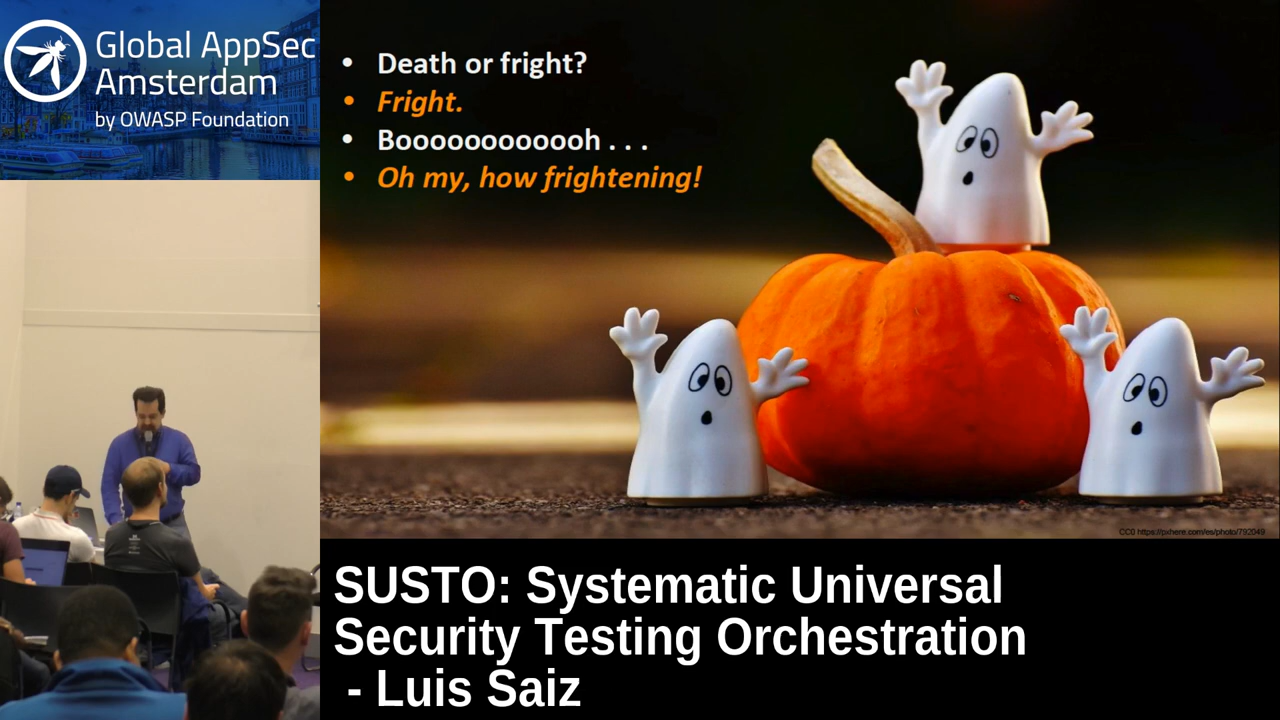 Global AppSec
Amsterdam
by OWASP Foundation
• Death or fright?
• Fright.
• Booooooooooooh . . .
• Oh my, how frightening!
CC0 https://pxhere.com/es/photo/792049
SUSTO: Systematic Universal
Security Testing Orchestration
- Luis Saiz